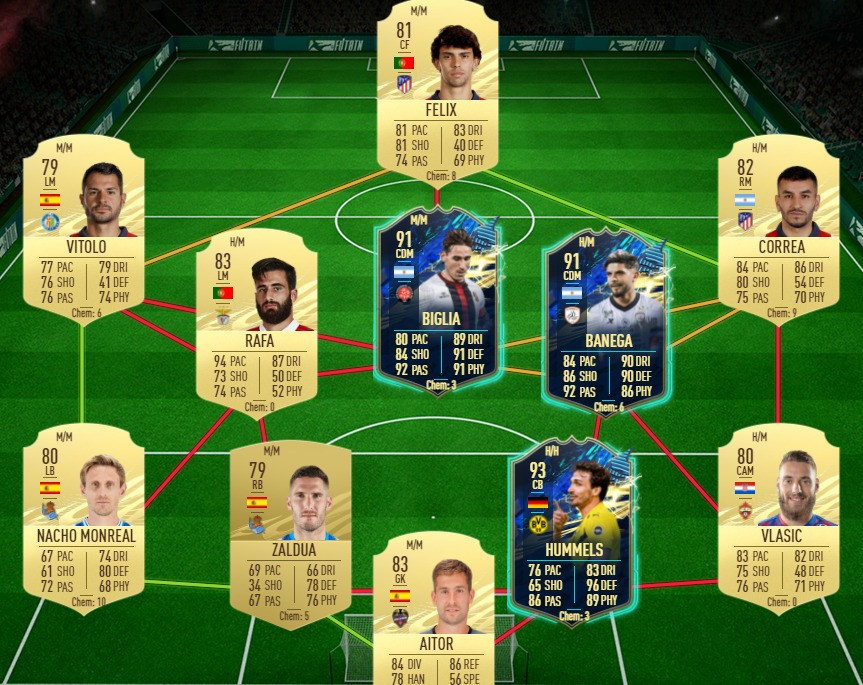 FUTBIN
FUTBIN
FUTBIN
M/M
81
CF
FELIX
81 PAC 83 DRI
81 SHO 40 DEF
74 PAS 69 PHY
Chem: 8
M/M
79
LM
VITOLO
77 PAC 79 DRI
76 SHO 41 DEF
76 PAS 74 PHY
Chem: 6
H/M
82
RM
CORREA
84 PAC 86 DRI
80 SHO 54 DEF
75 PAS 70 PHY
Chem: 9
H/M
83
LM
RAFA
94 PAC 87 DRI
73 SHO 50 DEF
74 PAS 52 PHY
Chem: 0
M/M
91
CDM
BIGLIA
80 PAC 89 DRI
84 SHO 91 DEF
92 PAS 91 PHY
Chem: 3
H/M
91
CDM
BANEGA
84 PAC 90 DRI
86 SHO 90 DEF
92 PAS 86 PHY
Chem: 6
M/M
80
LB
NACHO MONREAL
67 PAC 74 DRI
61 SHO 80 DEF
72 PAS 68 PHY
Chem: 10
M/M
79
RB
ZALDUA
69 PAC 66 DRI
34 SHO 78 DEF
67 PAS 76 PHY
Chem: 5
H/H
93
CB
HUMMELS
76 PAC 83 DRI
65 SHO 96 DEF
86 PAS 89 PHY
Chem: 3
H/M
80
CAM
VLASIC
83 PAC 82 DRI
75 SHO 48 DEF
76 PAS 71 PHY
Chem: 0
M/M
83
GK
AITOR
84 DIV 86 REF
78 HAN 56 SPE